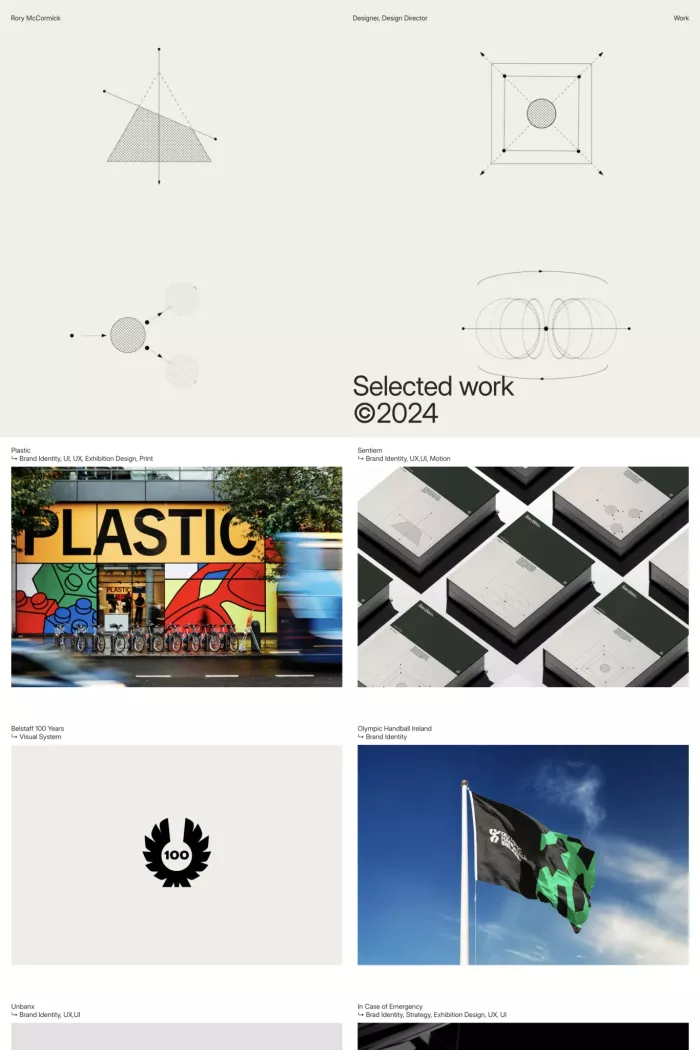 Rory McCormick
Designer, Design Director
Work
Selected work
©2024
Plastic
↳ Brand Identity, UI, UX, Exhibition Design, Print
Sentiem
↳ Brand Identity, UX,UI, Motion
PLASTIC
PLASTIC
Belstaff 100 Years
↳ Visual System
Olympic Handball Ireland
↳ Brand Identity
100
Unbanx
↳ Brand Identity, UX,UI
In Case of Emergency
↳ Brad Identity, Strategy, Exhibition Design, UX, UI